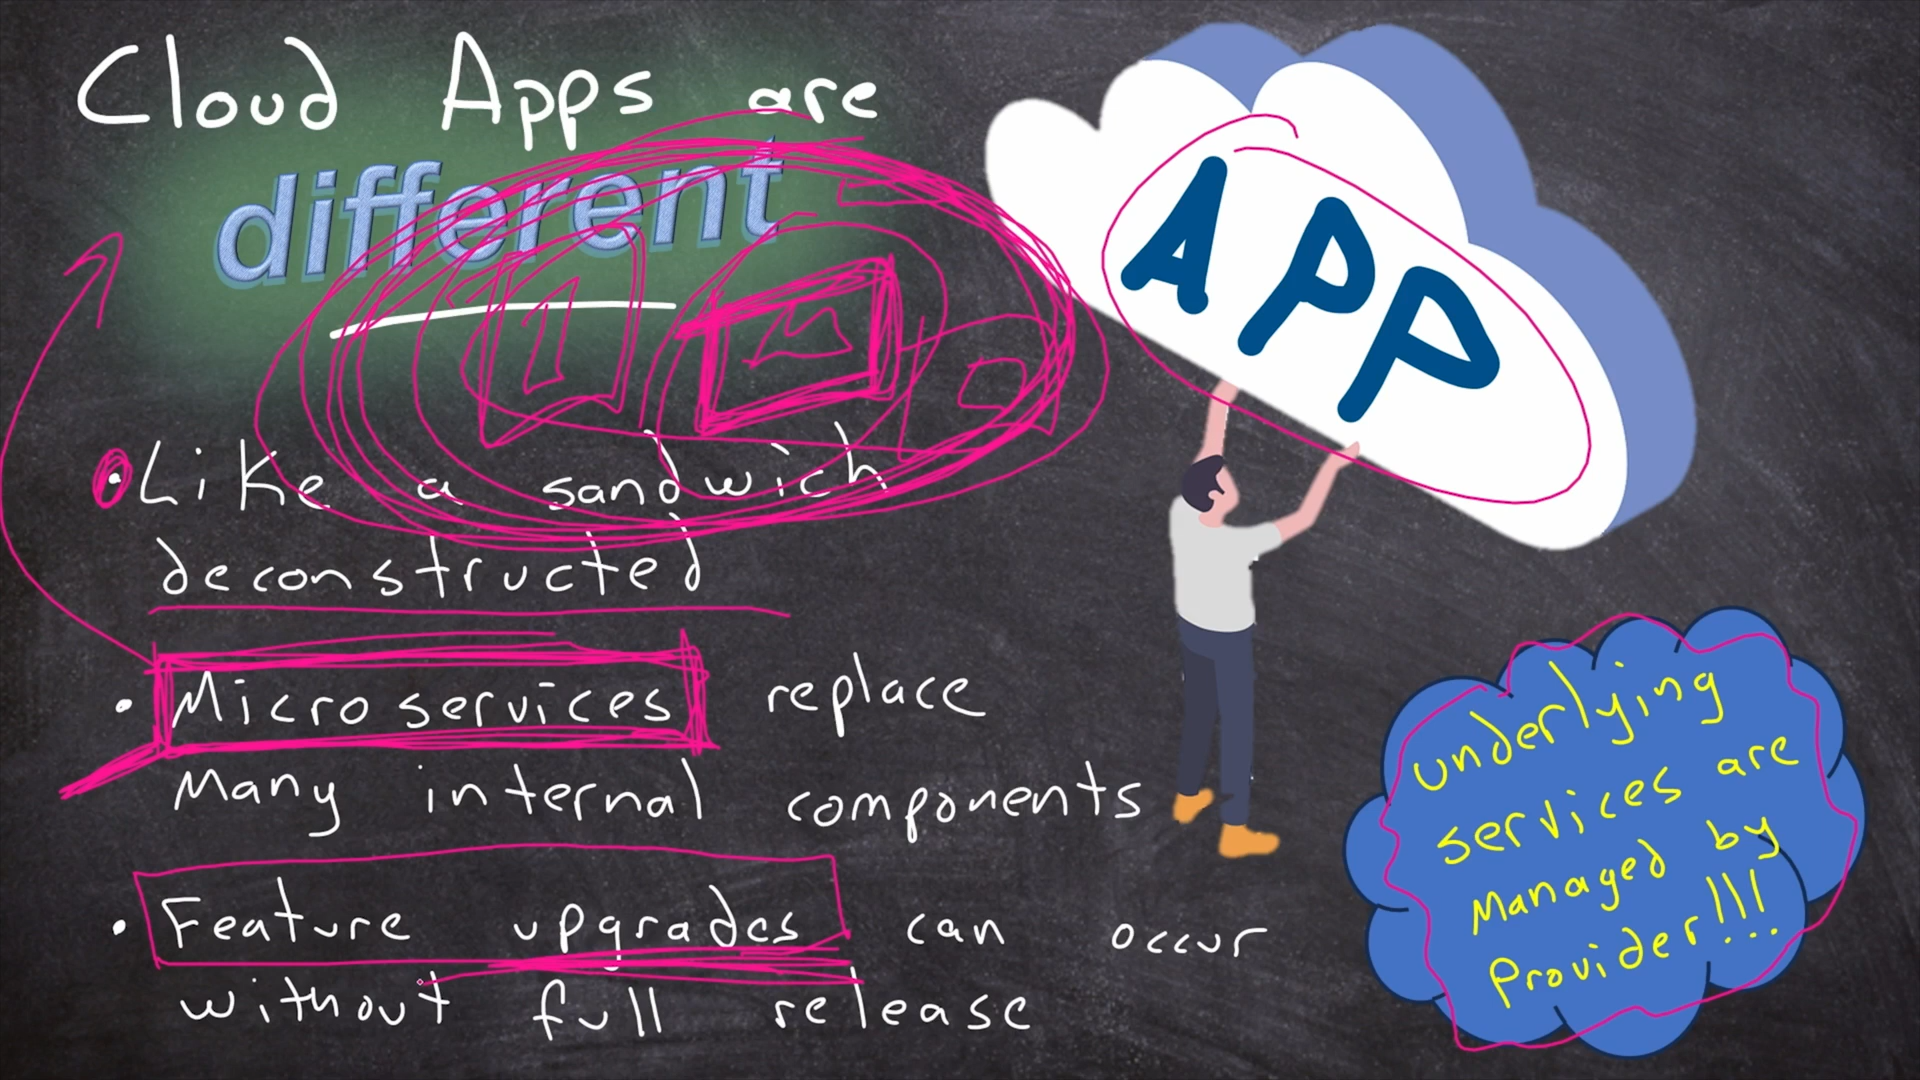 Cloud Apps are
different
• Like a sandwich
deconstructed
• Microservices replace
Many internal components
• Feature upgrades can occur
without full release
APP
underlying
services are
Managed by
Provider!!!